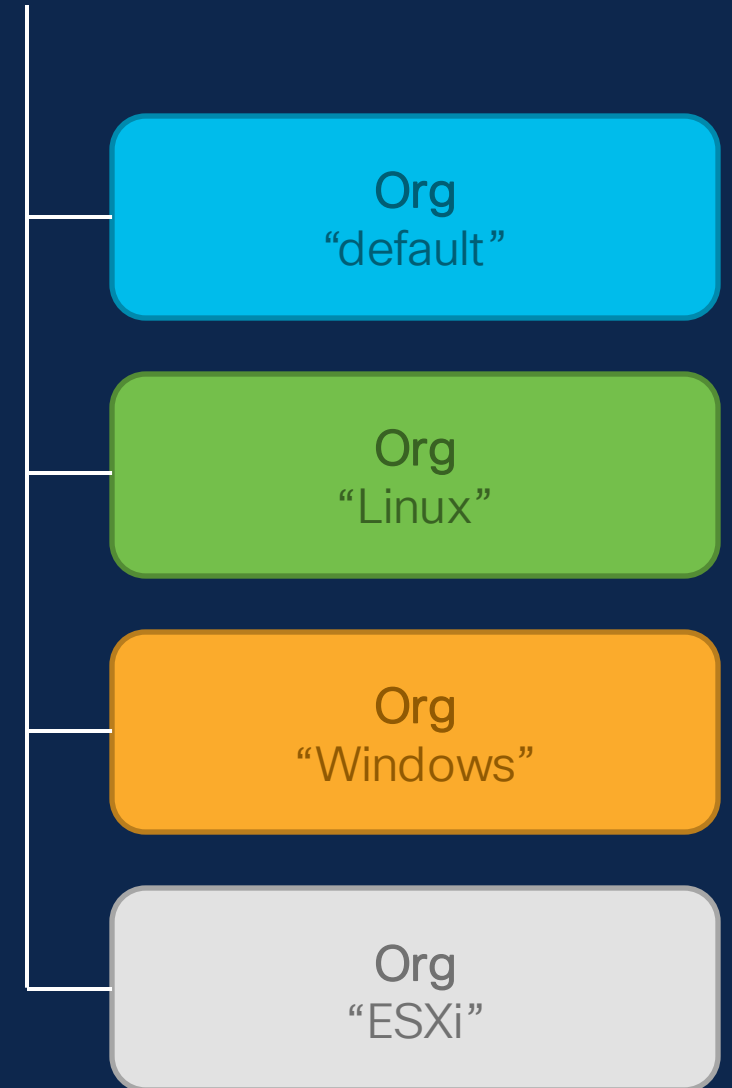 Org
“default”
Org
“Linux”
Org
“Windows”
Org
“ESXi”